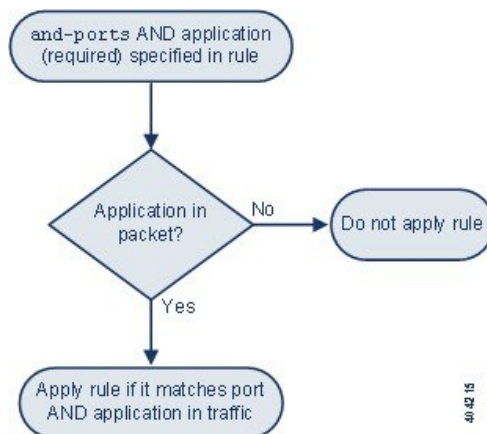 and-ports AND application
(required) specified in rule
Application in
packet?
No
Do not apply rule
Yes
Apply rule if it matches port
AND application in traffic
404215